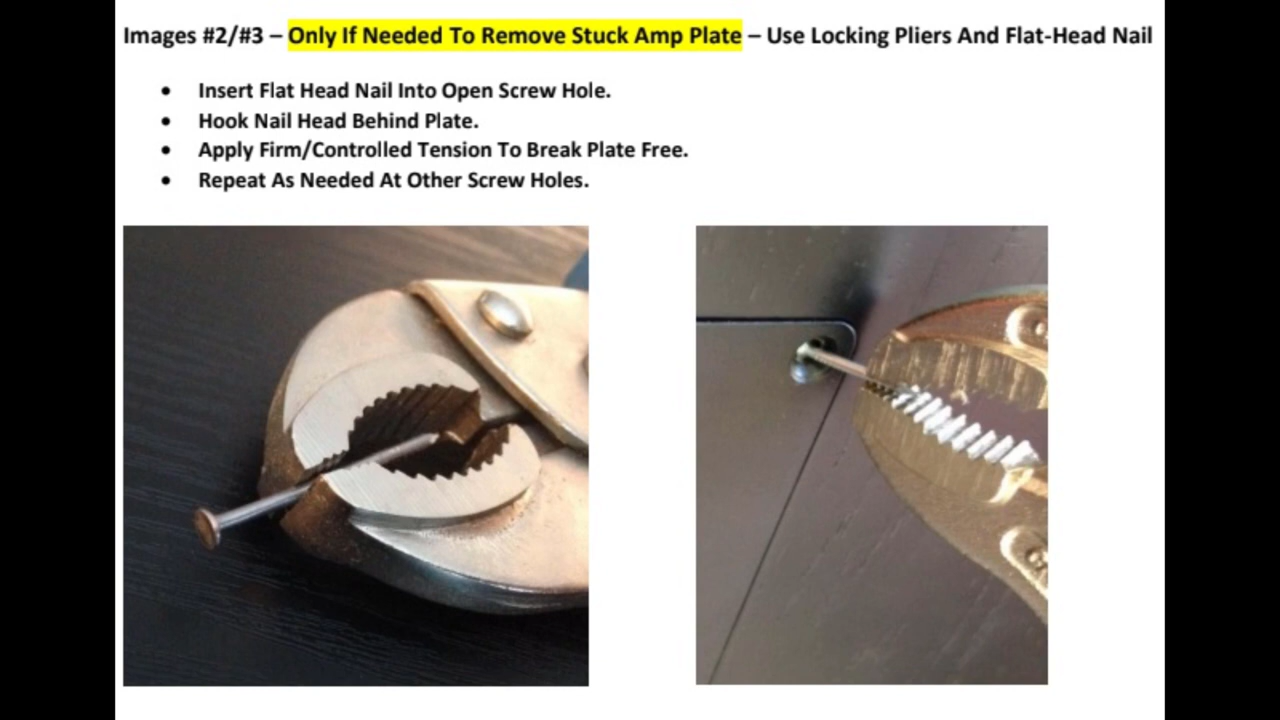 Images #2/#3 – Only If Needed To Remove Stuck Amp Plate – Use Locking Pliers And Flat-Head Nail
• Insert Flat Head Nail Into Open Screw Hole.
• Hook Nail Head Behind Plate.
• Apply Firm/Controlled Tension To Break Plate Free.
• Repeat As Needed At Other Screw Holes.